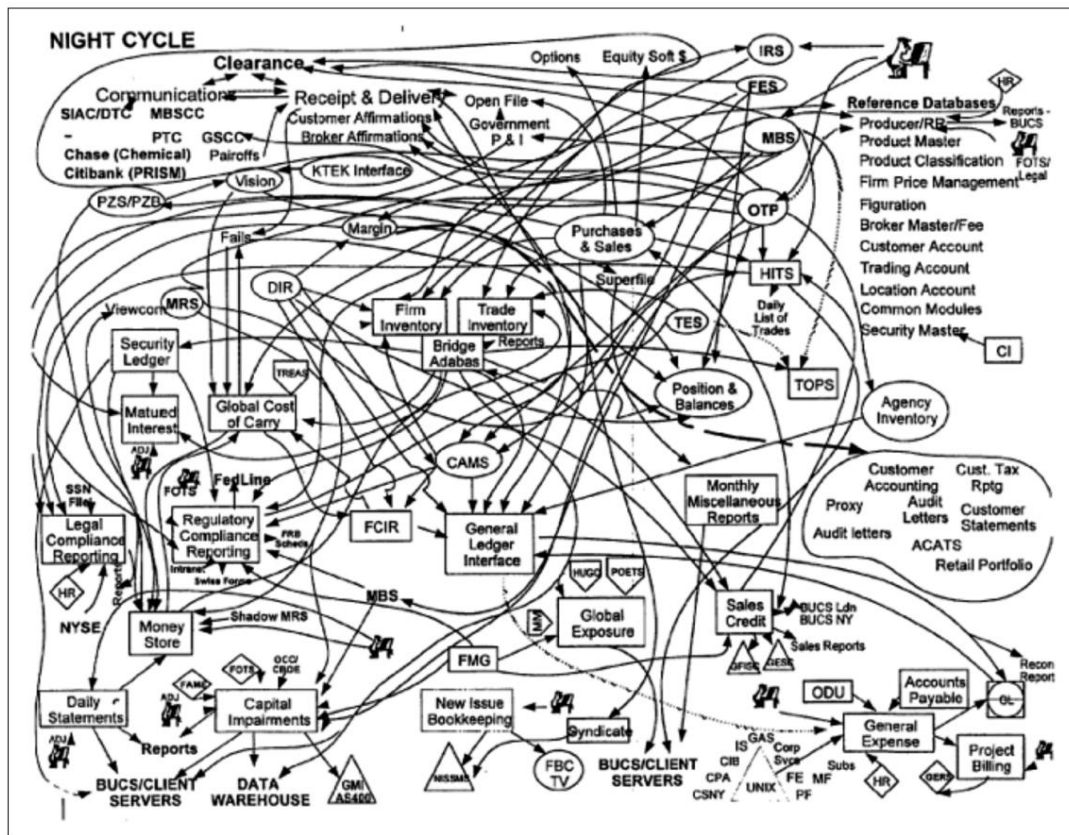 NIGHT CYCLE
Clearance
Communications
SIAC/DTC MBSCC
PTC GSCC
Chase (Chemical)
Citibank (PRISM)
Pairoffs
Receipt & Delivery
Customer Affirmations
Broker Affirmations
Options
Equity Soft $
Open File
Government
P & I
IRS
FES
MBS
OTP
HR
Reports -
BUCS
FOTS/
Legal
Reference Databases
Producer/RB
Product Master
Product Classification
Firm Price Management
Figuration
Broker Master/Fee
Customer Account
Trading Account
Location Account
Common Modules
Security Master
CI
PZS/PZB
Vision
KTEK Interface
Fails
Margin
Purchases
& Sales
Superfile
HITS
Daily
List of
Trades
Viewcom
MRS
DIR
Firm
Inventory
Trade
Inventory
Reports
Bridge
Adabas
TES
TOPS
Position &
Balances
Agency
Inventory
Security
Ledger
TREAS
Matued
Interest
Global Cost
of Carry
ADJ
FOTS
FedLine
CAMS
SSN
File
Legal
Compliance
Reporting
Regulatory
Compliance
Reporting
FRB
Scheds
Intranet
Swiss Forms
Reports
FCIR
General
Ledger
Interface
Monthly
Miscellaneous
Reports
Customer
Accounting
Cust. Tax
Rptg
Proxy
Audit
Letters
Customer
Statements
Audit letters
ACATS
Retail Portfolio
HR
NYSE
Money
Store
Shadow MRS
MBS
HUGO
POETS
MM
Global
Exposure
FMG
Sales
Credit
BUCS Ldn
BUCS NY
Sales Reports
GFISC
GESC
Recon
Report
GL
FAME
FOTS
OCC/
CBOE
Daily
Statements
ADJ
ADJ
Capital
Impairments
Reports
New Issue
Bookkeeping
Syndicate
NISSMS
FBC
TV
ODU
Accounts
Payable
General
Expense
Project
Billing
HR
GERS
Subs
GAS
IS
Corp
Svcs
CIB
CPA
CSNY
UNIX
FE
MF
PF
BUCS/CLIENT
SERVERS
DATA
WAREHOUSE
GMI
AS400
BUCS/CLIENT
SERVERS